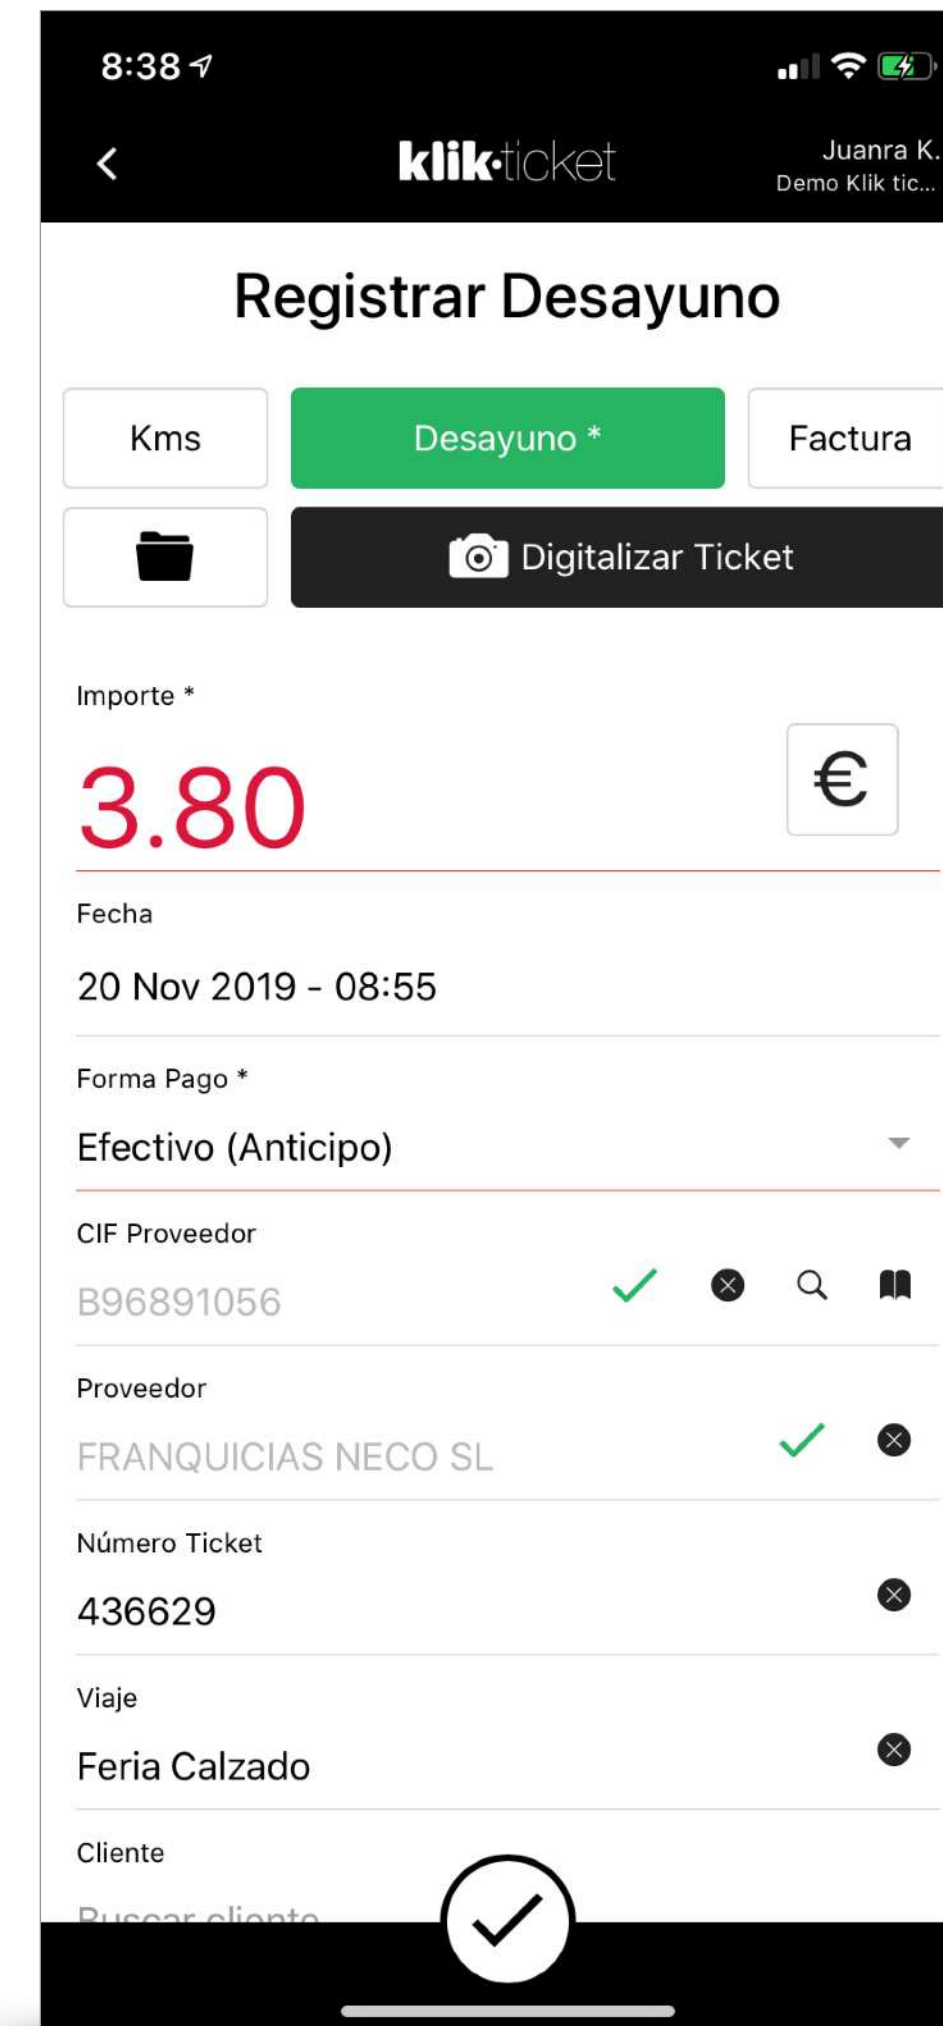 8:38
klik·ticket
Juanra K.
Demo Klik tic...
Registrar Desayuno
Kms
Desayuno *
Factura
Digitalizar Ticket
Importe *
3.80
€
Fecha
20 Nov 2019 - 08:55
Forma Pago *
Efectivo (Anticipo)
CIF Proveedor
B96891056
Proveedor
FRANQUICIAS NECO SL
Número Ticket
436629
Viaje
Feria Calzado
Cliente
Buscar cliente